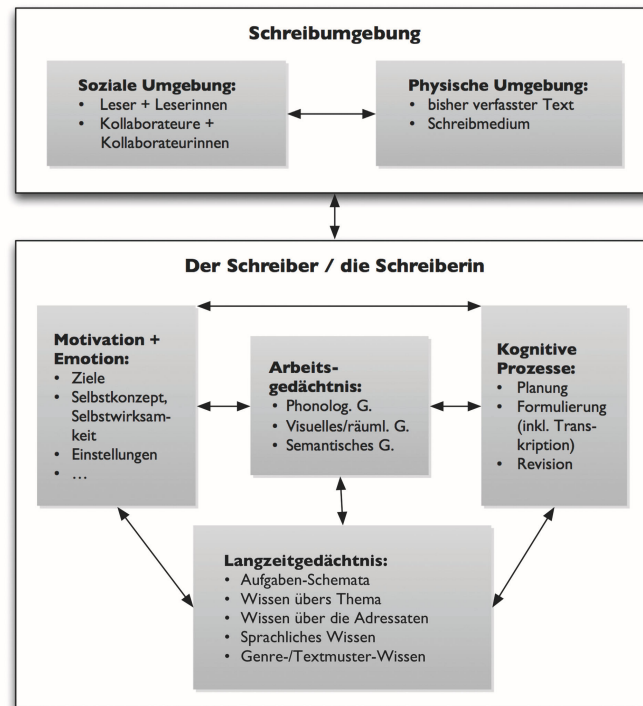 Schreibumgebung
Soziale Umgebung:
• Leser + Leserinnen
• Kollaborateure +
Kollaborateurinnen
Physische Umgebung:
• bisher verfasster Text
• Schreibmedium
Der Schreiber / die Schreiberin
Motivation +
Emotion:
• Ziele
• Selbstkonzept,
Selbstwirksam-
keit
• Einstellungen
• …
Arbeits-
gedächtnis:
• Phonolog. G.
• Visuelles/räuml. G.
• Semantisches G.
Kognitive
Prozesse:
• Planung
• Formulierung
(inkl. Trans-
kription)
• Revision
Langzeitgedächtnis:
• Aufgaben-Schemata
• Wissen übers Thema
• Wissen über die Adressaten
• Sprachliches Wissen
• Genre-/Textmuster-Wissen